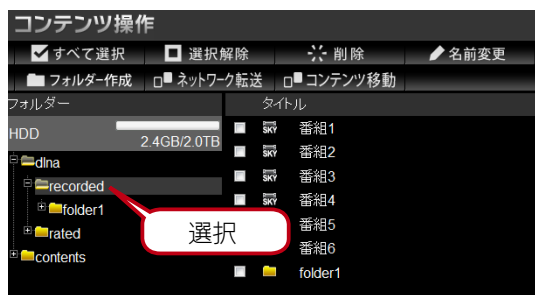 コンテンツ操作
すべて選択 選択解除 削除 名前変更
フォルダー作成 ネットワーク転送 コンテンツ移動
フォルダー タイトル
HDD 2.4GB/2.0TB
dlna
recorded
folder1
rated
contents
SKY 番組1
SKY 番組2
SKY 番組3
SKY 番組4
番組5
番組6
folder1
選択